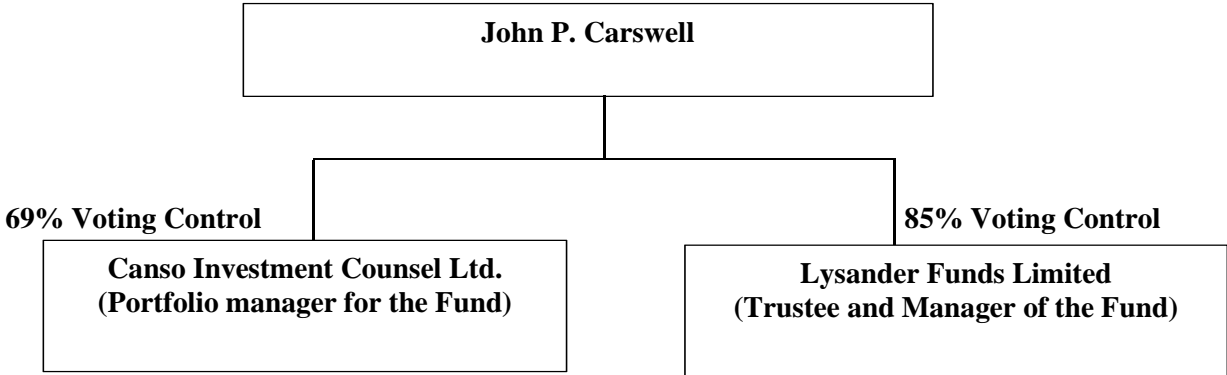 John P. Carswell
69% Voting Control
85% Voting Control
Canso Investment Counsel Ltd.
(Portfolio manager for the Fund)
Lysander Funds Limited
(Trustee and Manager of the Fund)